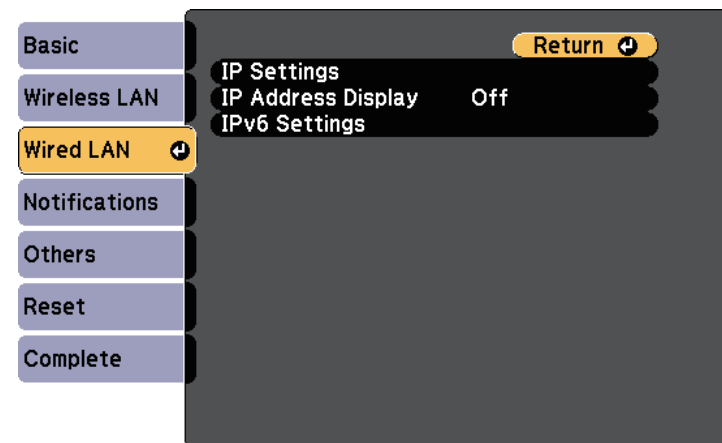 Basic
Wireless LAN
Wired LAN
Notifications
Others
Reset
Complete
Return
IP Settings
IP Address Display Off
IPv6 Settings